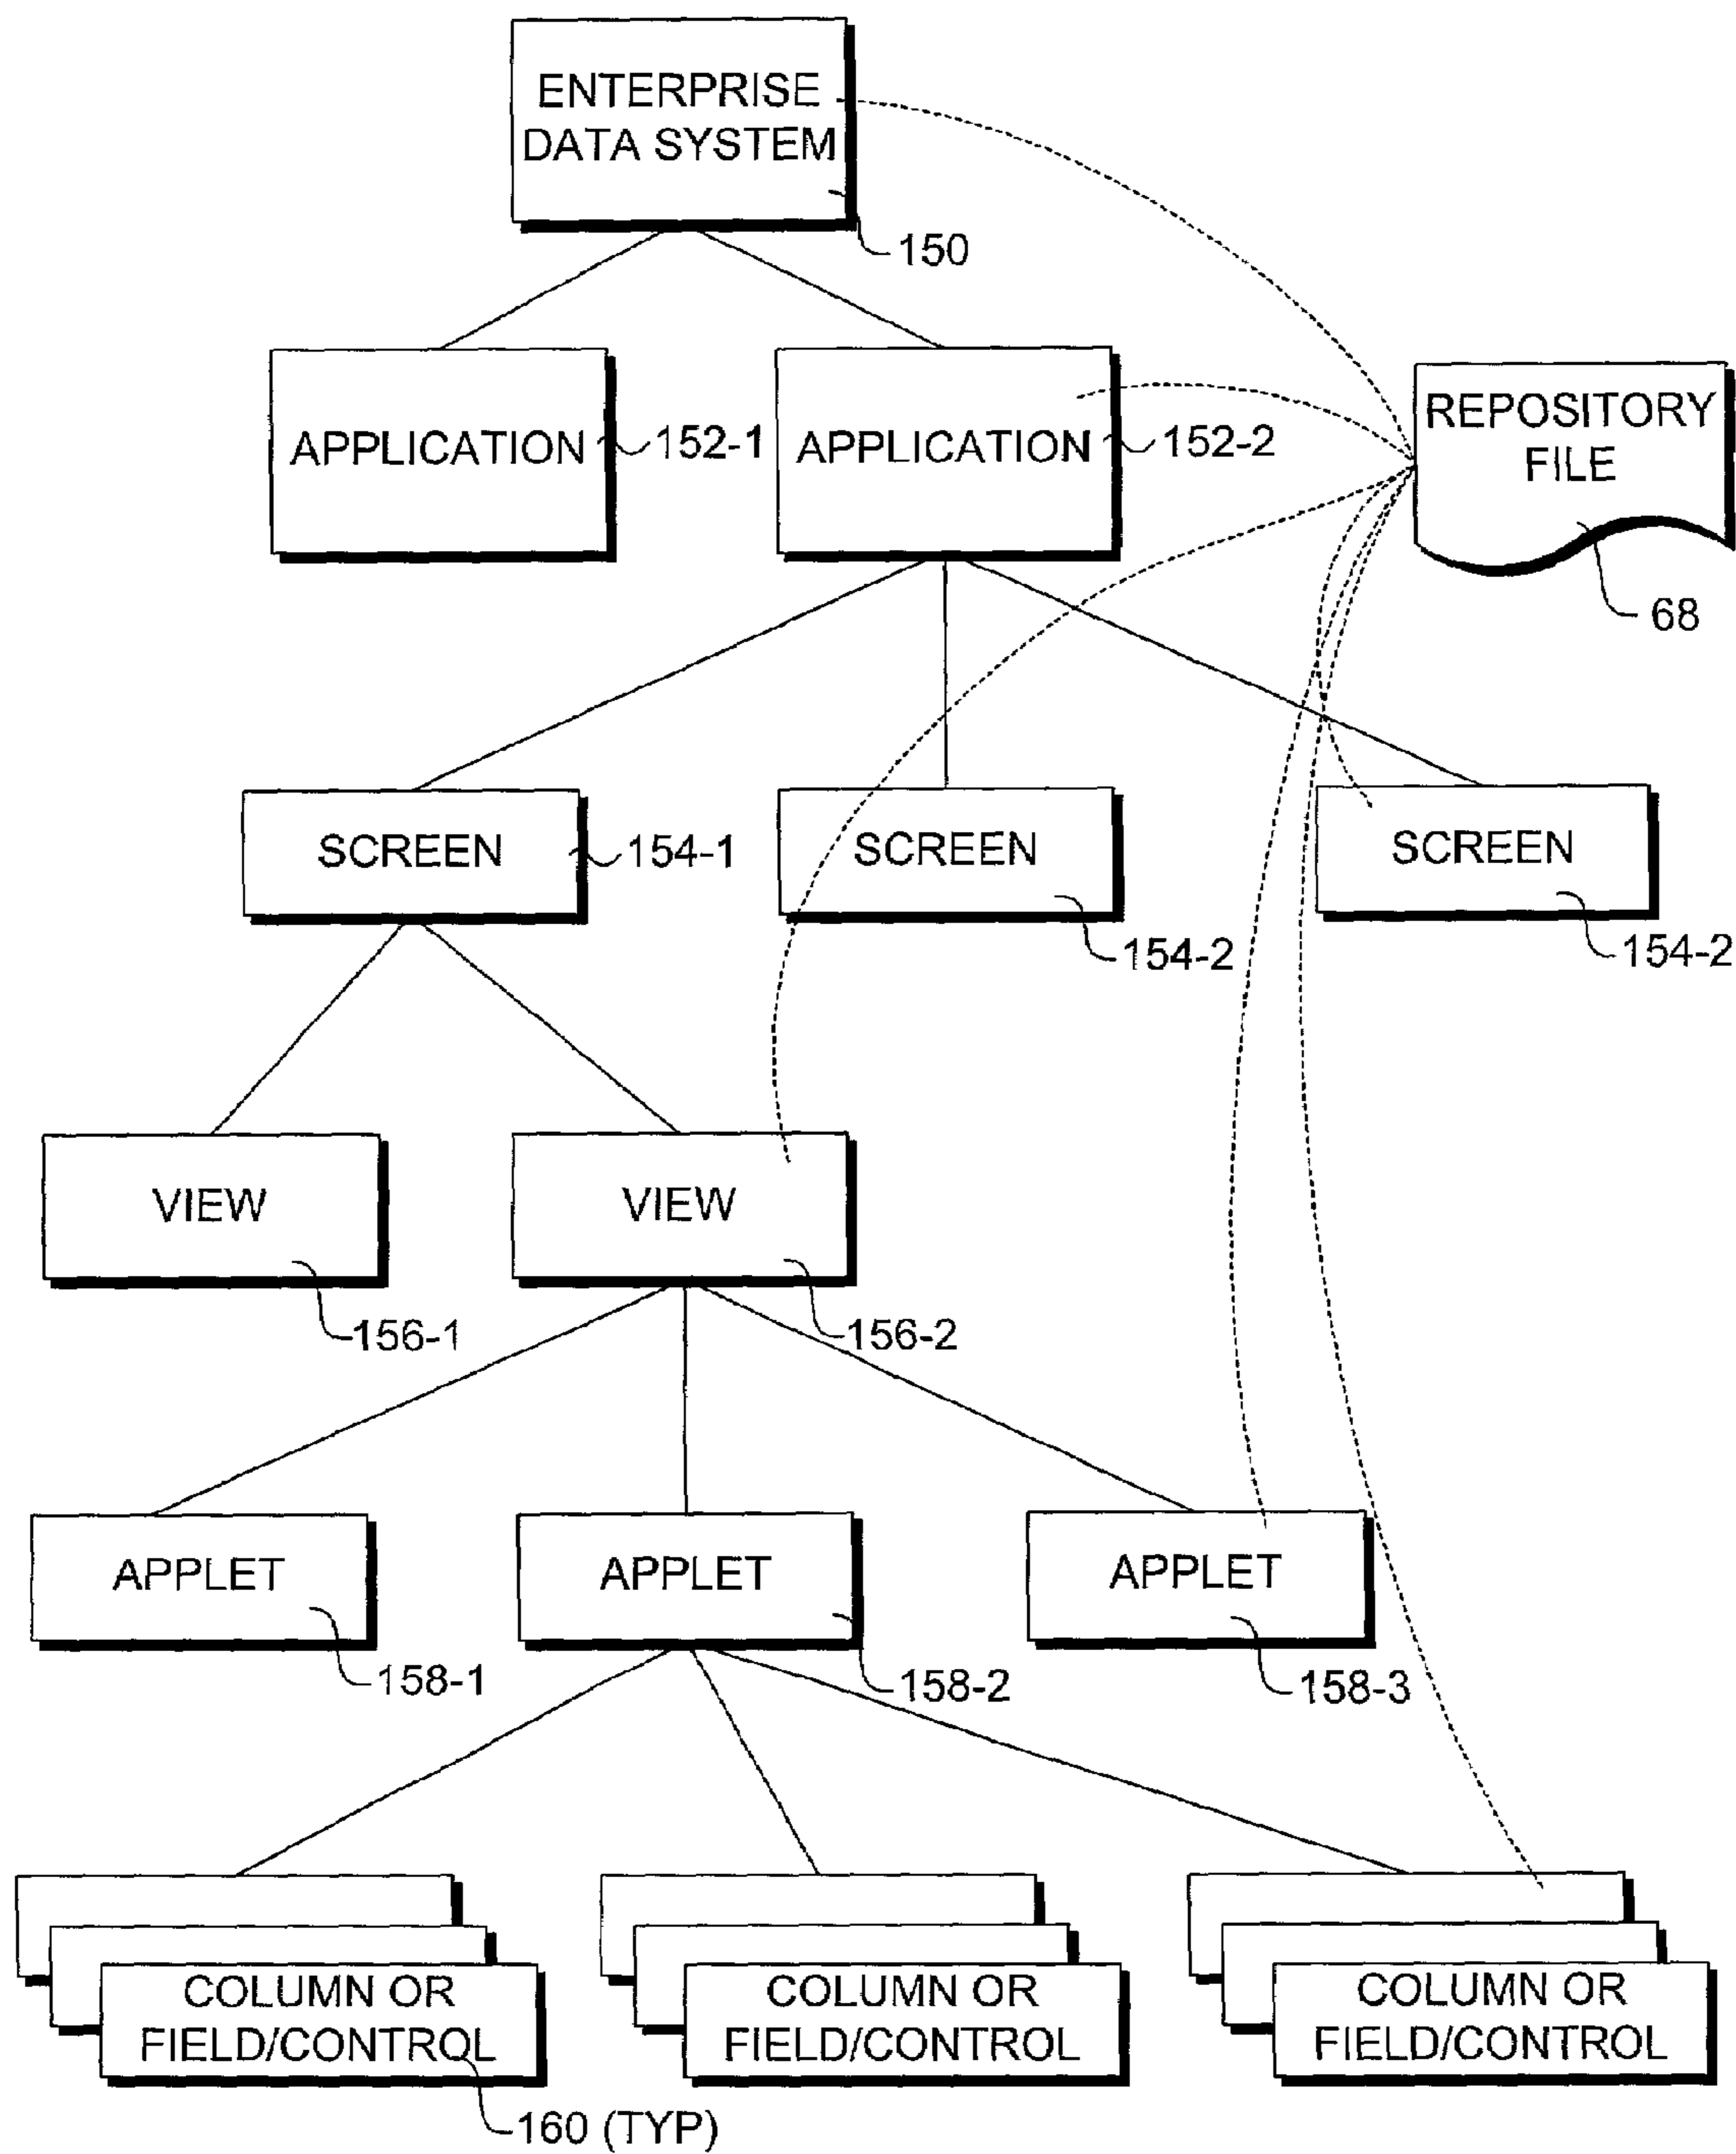 ENTERPRISE
DATA SYSTEM
150
APPLICATION
152-1
APPLICATION
152-2
REPOSITORY
FILE
68
SCREEN
154-1
SCREEN
154-2
SCREEN
154-2
VIEW
156-1
VIEW
156-2
APPLET
158-1
APPLET
158-2
APPLET
158-3
COLUMN OR
FIELD/CONTROL
160 (TYP)
COLUMN OR
FIELD/CONTROL
COLUMN OR
FIELD/CONTROL